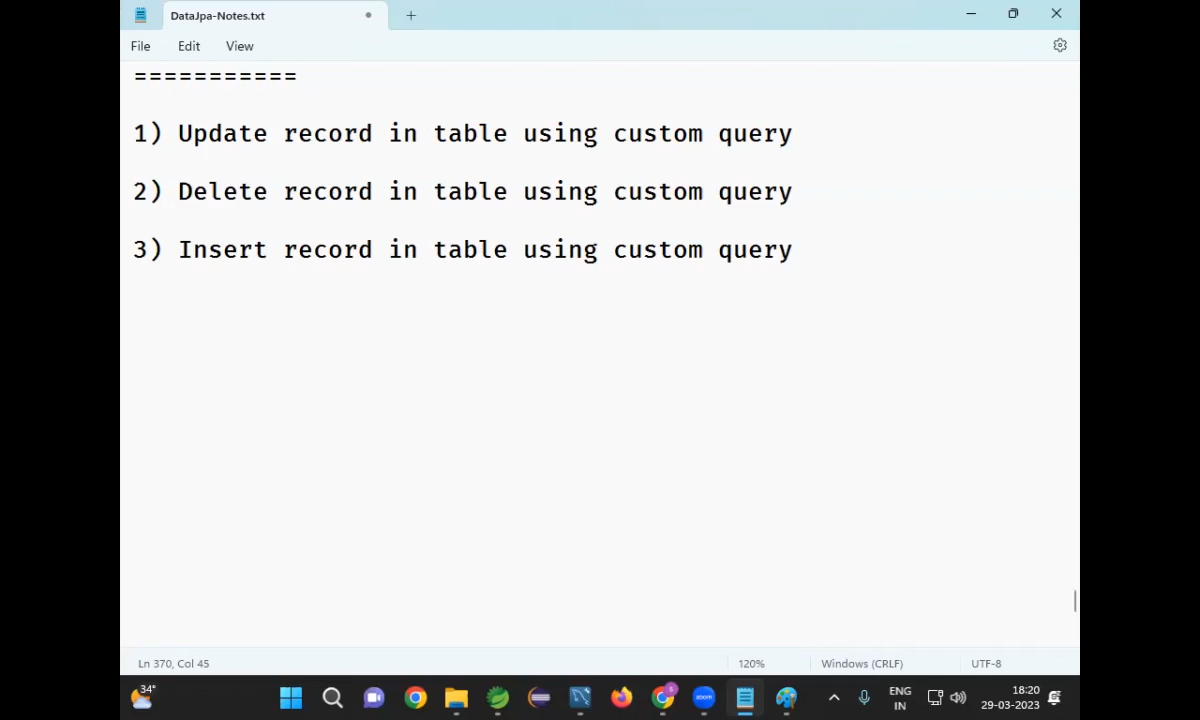 DataJpa-Notes.txt
File Edit View
===========
1) Update record in table using custom query
2) Delete record in table using custom query
3) Insert record in table using custom query
Ln 370, Col 45 120% Windows (CRLF) UTF-8
34°
zoom
ENG
IN
18:20
29-03-2023